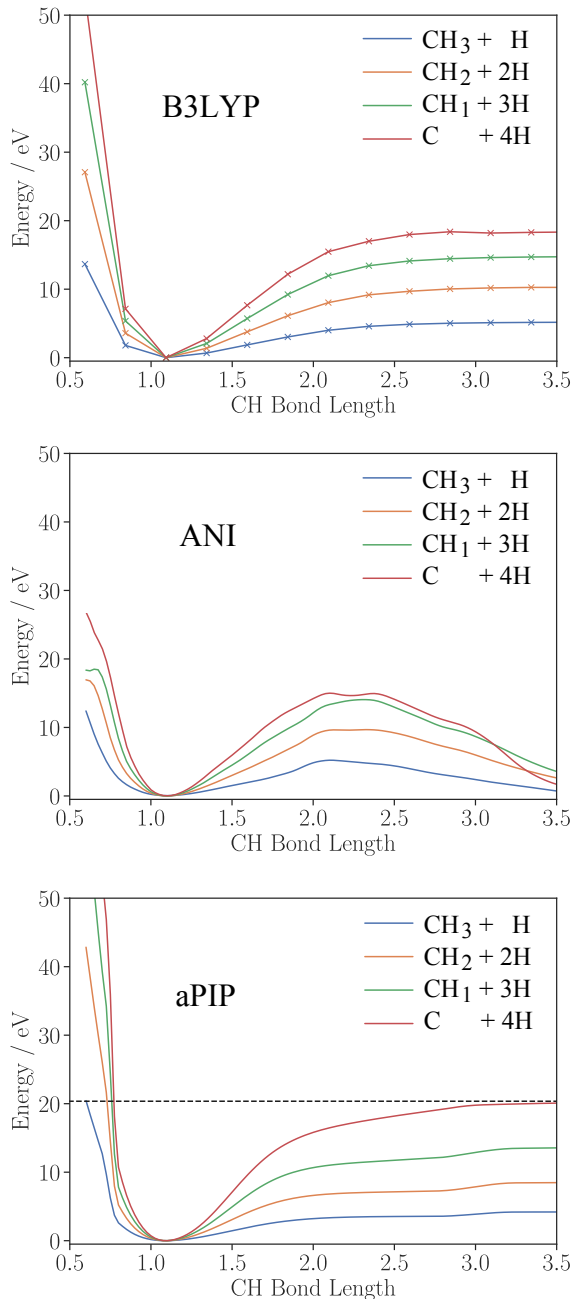 50
40
30
20
10
0
Energy / eV
B3LYP
CH3 + H
CH2 + 2H
CH1 + 3H
C + 4H
0.5 1.0 1.5 2.0 2.5 3.0 3.5
CH Bond Length
50
40
30
20
10
0
Energy / eV
ANI
CH3 + H
CH2 + 2H
CH1 + 3H
C + 4H
0.5 1.0 1.5 2.0 2.5 3.0 3.5
CH Bond Length
50
40
30
20
10
0
Energy / eV
aPIP
CH3 + H
CH2 + 2H
CH1 + 3H
C + 4H
0.5 1.0 1.5 2.0 2.5 3.0 3.5
CH Bond Length